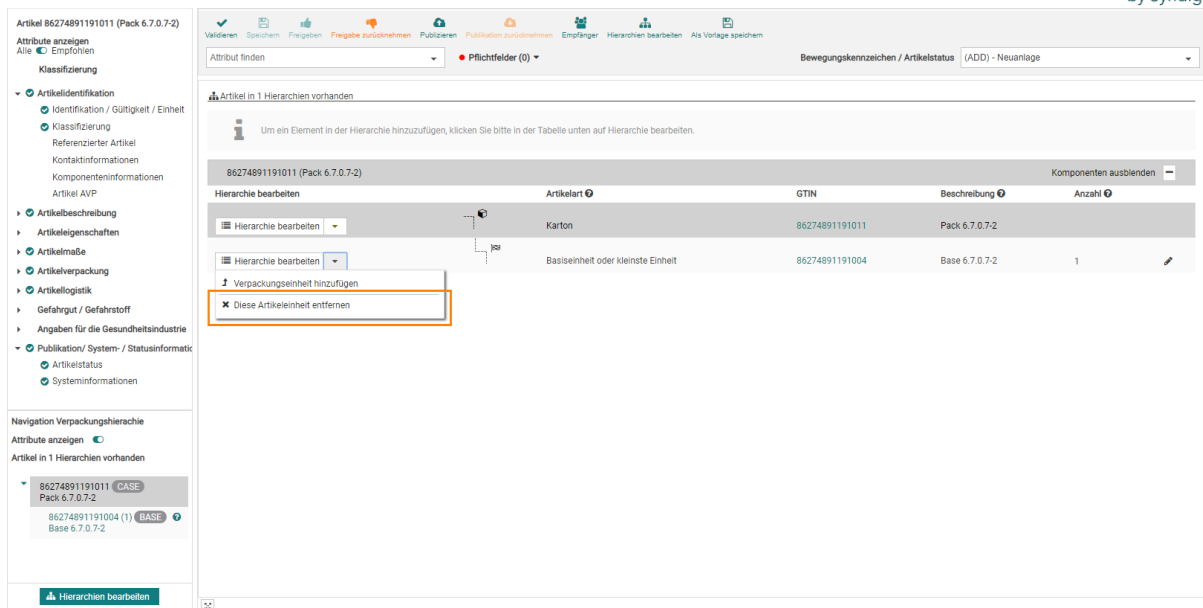 by Syndig
Artikel 86274891191011 (Pack 6.7.0.7-2)
Attribute anzeigen
Alle Empfohlen
Klassifizierung
Artikelidentifikation
Identifikation / Gültigkeit / Einheit
Klassifizierung
Referenzierter Artikel
Kontaktinformationen
Komponenteninformationen
Artikel AVP
Artikelbeschreibung
Artikeleigenschaften
Artikelmaße
Artikelverpackung
Artikellogistik
Gefahrgut / Gefahrstoff
Angaben für die Gesundheitsindustrie
Publikation/ System- / Statusinformatio
Artikelstatus
Systeminformationen
Navigation Verpackungshierachie
Attribute anzeigen
Artikel in 1 Hierarchien vorhanden
86274891191011 CASE
Pack 6.7.0.7-2
86274891191004 (1) BASE
Base 6.7.0.7-2
Hierarchien bearbeiten
Validieren Speichern Freigeben Freigabe zurücknehmen Publizieren Publikation zurücknehmen Empfänger Hierarchien bearbeiten Als Vorlage speichern
Attribut finden Pflichtfelder (0) Bewegungskennzeichen / Artikelstatus (ADD) - Neuanlage
Artikel in 1 Hierarchien vorhanden
Um ein Element in der Hierarchie hinzuzufügen, klicken Sie bitte in der Tabelle unten auf Hierarchie bearbeiten.
86274891191011 (Pack 6.7.0.7-2) Komponenten ausblenden
Hierarchie bearbeiten Artikelart GTIN Beschreibung Anzahl
Hierarchie bearbeiten Karton 86274891191011 Pack 6.7.0.7-2
Hierarchie bearbeiten Basiseinheit oder kleinste Einheit 86274891191004 Base 6.7.0.7-2 1
Verpackungseinheit hinzufügen
Diese Artikeleinheit entfernen